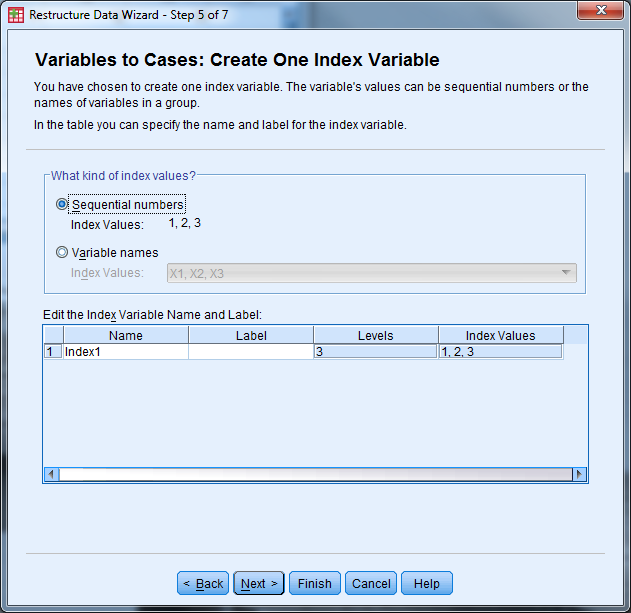 Restructure Data Wizard - Step 5 of 7
Variables to Cases: Create One Index Variable
You have chosen to create one index variable. The variable's values can be sequential numbers or the
names of variables in a group.
In the table you can specify the name and label for the index variable.
What kind of index values?
Sequential numbers
Index Values: 1, 2, 3
Variable names
Index Values: X1, X2, X3
Edit the Index Variable Name and Label:
Name Label Levels Index Values
1 Index1 3 1, 2, 3
< Back Next > Finish Cancel Help